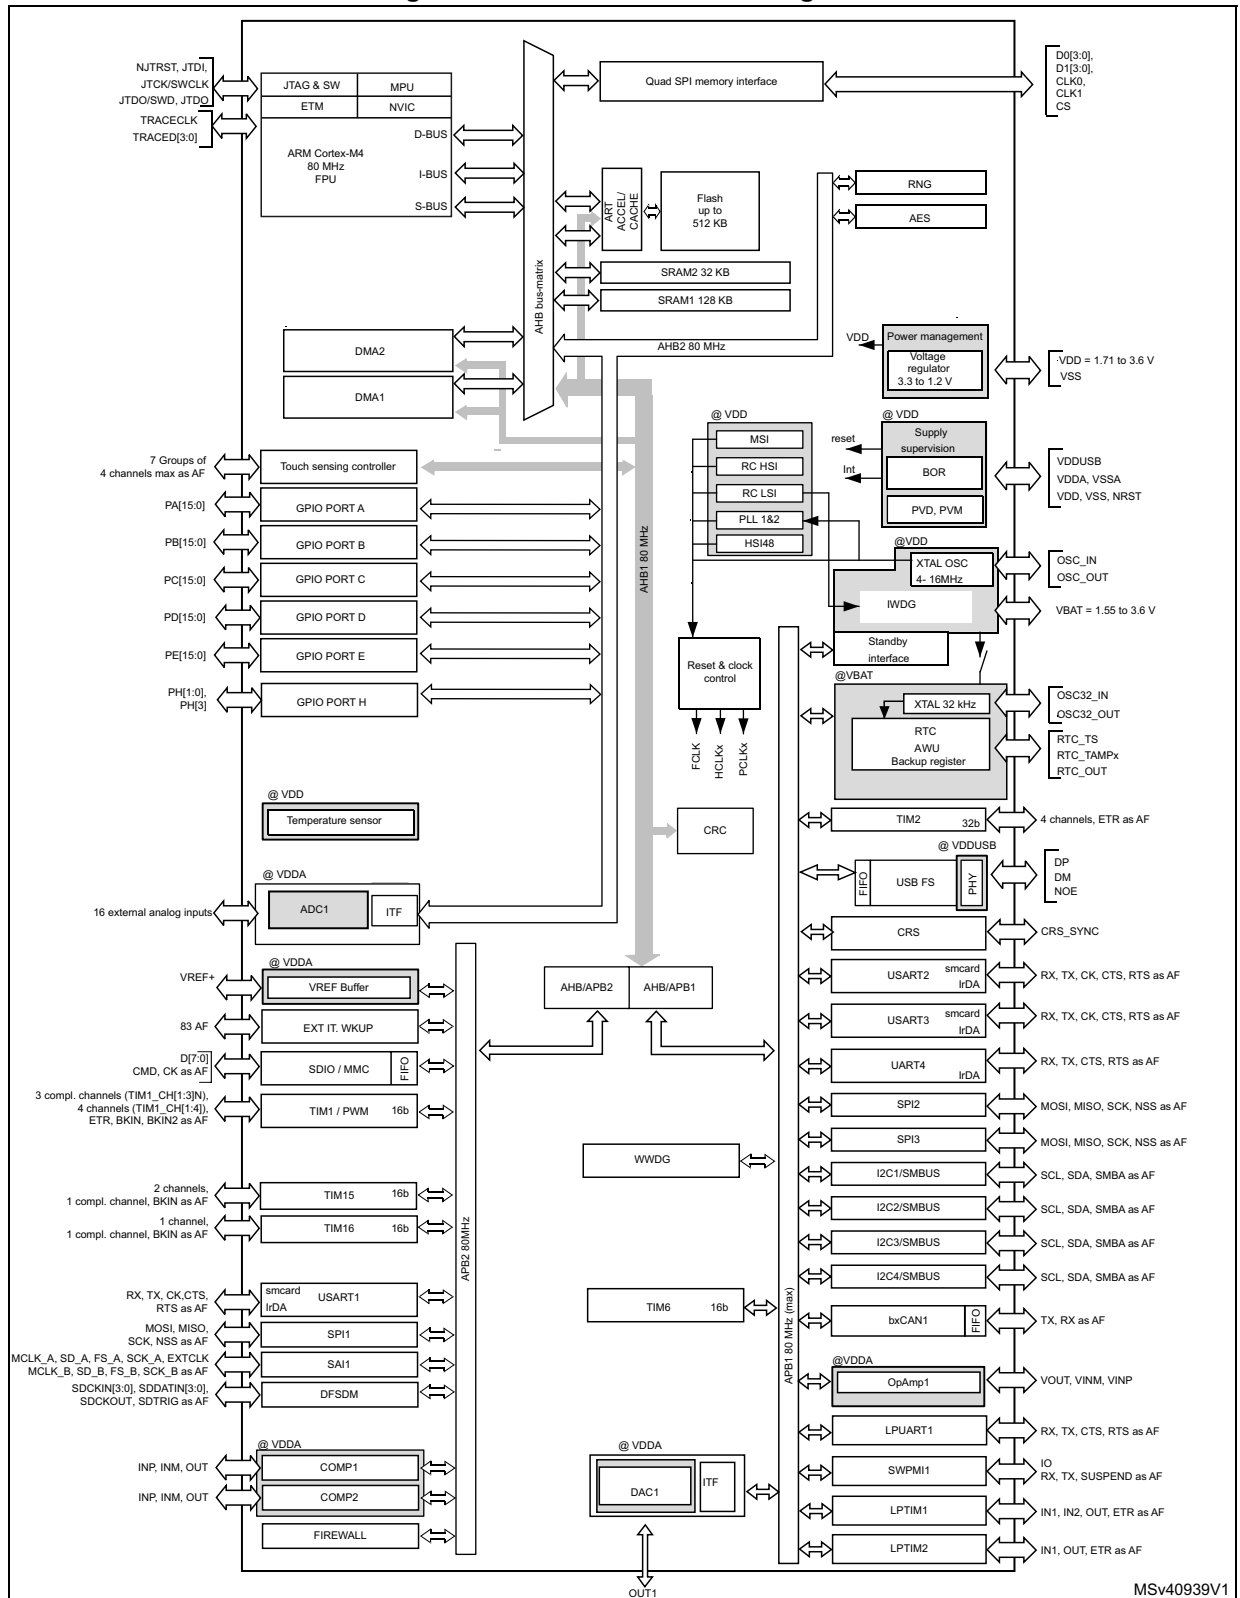 NJTRST, JTDI,
JTCK/SWCLK
JTDO/SWD, JTDO
TRACECLK
TRACED[3:0]
JTAG & SW
MPU
ETM
NVIC
ARM Cortex-M4
80 MHz
FPU
D-BUS
I-BUS
S-BUS
AHB bus-matrix
Quad SPI memory interface
D0[3:0],
D1[3:0],
CLK0,
CLK1
CS
ART
ACCEL/
CACHE
Flash
up to
512 KB
RNG
AES
SRAM2 32 KB
SRAM1 128 KB
AHB2 80 MHz
DMA2
DMA1
VDD
Power management
Voltage
regulator
3.3 to 1.2 V
VDD = 1.71 to 3.6 V
VSS
@ VDD
MSI
RC HSI
RC LSI
PLL 1&2
HSI48
@ VDD
reset
Int
Supply
supervision
BOR
PVD, PVM
VDDUSB
VDDA, VSSA
VDD, VSS, NRST
7 Groups of
4 channels max as AF
Touch sensing controller
PA[15:0]
GPIO PORT A
PB[15:0]
GPIO PORT B
PC[15:0]
GPIO PORT C
PD[15:0]
GPIO PORT D
PE[15:0]
GPIO PORT E
PH[1:0],
PH[3]
GPIO PORT H
AHB1 80 MHz
@VDD
XTAL OSC
4- 16MHz
IWDG
OSC_IN
OSC_OUT
VBAT = 1.55 to 3.6 V
Standby
interface
Reset & clock
control
FCLK
HCLKx
PCLKx
@VBAT
XTAL 32 kHz
RTC
AWU
Backup register
OSC32_IN
OSC32_OUT
RTC_TS
RTC_TAMPx
RTC_OUT
@ VDD
Temperature sensor
CRC
TIM2
32b
4 channels, ETR as AF
@ VDDUSB
FIFO
USB FS
PHY
DP
DM
NOE
@ VDDA
16 external analog inputs
ADC1
ITF
CRS
CRS_SYNC
@ VDDA
VREF+
VREF Buffer
AHB/APB2
AHB/APB1
USART2
smcard
IrDA
RX, TX, CK, CTS, RTS as AF
83 AF
EXT IT. WKUP
USART3
smcard
IrDA
RX, TX, CK, CTS, RTS as AF
D[7:0]
CMD, CK as AF
SDIO / MMC
FIFO
UART4
IrDA
RX, TX, CTS, RTS as AF
3 compl. channels (TIM1_CH[1:3]N),
4 channels (TIM1_CH[1:4]),
ETR, BKIN, BKIN2 as AF
TIM1 / PWM
16b
SPI2
MOSI, MISO, SCK, NSS as AF
SPI3
MOSI, MISO, SCK, NSS as AF
WWDG
I2C1/SMBUS
SCL, SDA, SMBA as AF
2 channels,
1 compl. channel, BKIN as AF
TIM15
16b
I2C2/SMBUS
SCL, SDA, SMBA as AF
1 channel,
1 compl. channel, BKIN as AF
TIM16
16b
APB2 80MHz
I2C3/SMBUS
SCL, SDA, SMBA as AF
I2C4/SMBUS
SCL, SDA, SMBA as AF
RX, TX, CK,CTS,
RTS as AF
smcard
IrDA
USART1
TIM6
16b
APB1 80 MHz (max)
bxCAN1
FIFO
TX, RX as AF
MOSI, MISO,
SCK, NSS as AF
SPI1
MCLK_A, SD_A, FS_A, SCK_A, EXTCLK
MCLK_B, SD_B, FS_B, SCK_B as AF
SAI1
@VDDA
OpAmp1
VOUT, VINM, VINP
SDCKIN[3:0], SDDATIN[3:0],
SDCKOUT, SDTRIG as AF
DFSDM
LPUART1
RX, TX, CTS, RTS as AF
@ VDDA
INP, INM, OUT
COMP1
INP, INM, OUT
COMP2
FIREWALL
@ VDDA
DAC1
ITF
OUT1
SWPMI1
IO
RX, TX, SUSPEND as AF
LPTIM1
IN1, IN2, OUT, ETR as AF
LPTIM2
IN1, OUT, ETR as AF
MSv40939V1